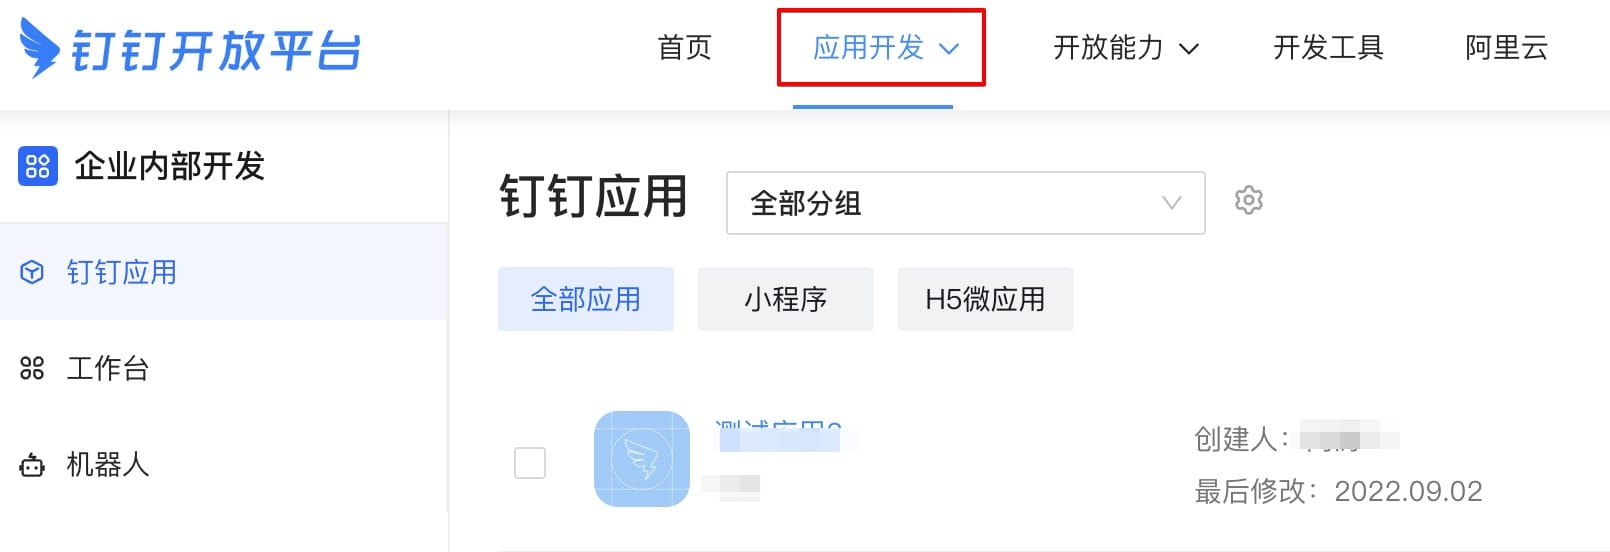 钉钉开放平台
首页
应用开发
开放能力
开发工具
阿里云
企业内部开发
钉钉应用
工作台
机器人
钉钉应用
全部分组
全部应用
小程序
H5微应用
创建人：
最后修改：2022.09.02